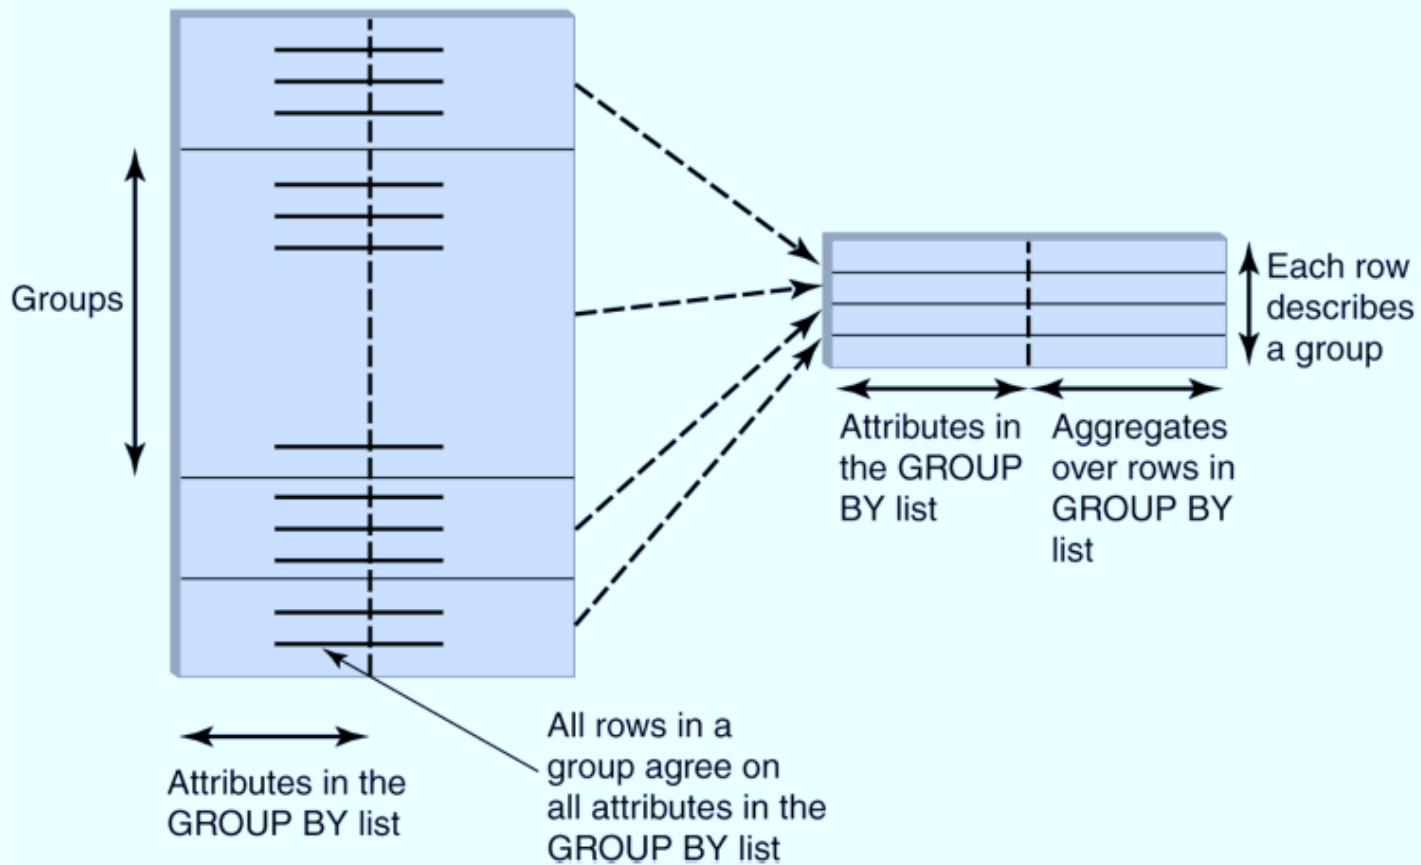 Groups
Each row
describes
a group
Attributes in
the GROUP
BY list
Aggregates
over rows in
GROUP BY
list
Attributes in the
GROUP BY list
All rows in a
group agree on
all attributes in the
GROUP BY list